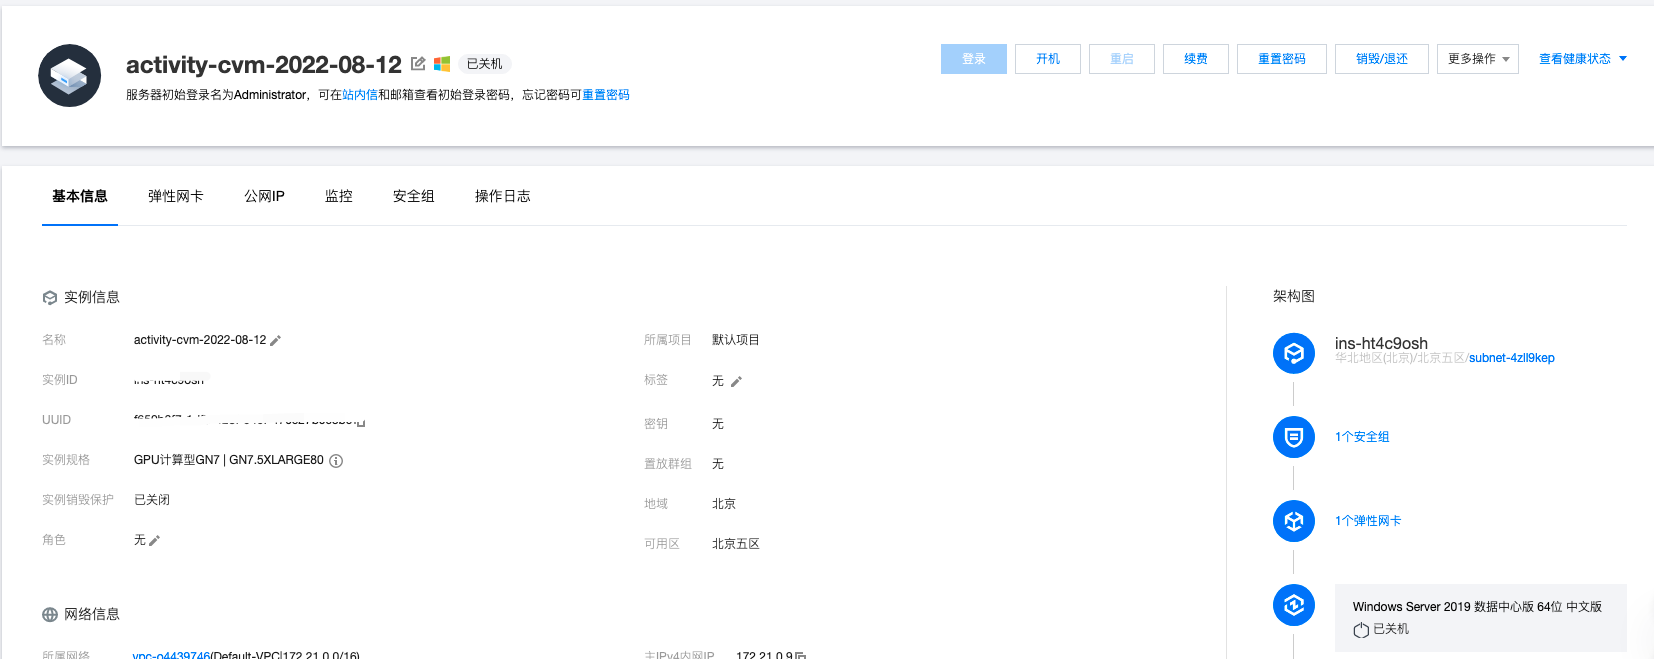 activity-cvm-2022-08-12 已关机
登录 开机 重启 续费 重置密码 销毁/退还 更多操作 查看健康状态
服务器初始登录名为Administrator，可在站内信和邮箱查看初始登录密码，忘记密码可重置密码
基本信息 弹性网卡 公网IP 监控 安全组 操作日志
实例信息
名称 activity-cvm-2022-08-12
实例ID
UUID
实例规格 GPU计算型GN7 | GN7.5XLARGE80
实例销毁保护 已关闭
角色 无
所属项目 默认项目
标签 无
密钥 无
置放群组 无
地域 北京
可用区 北京五区
网络信息
所属网络 vpc-o4439746(Default-VPC|172.21.0.0/16)
主IPv4内网IP 172.21.0.9
架构图
ins-ht4c9osh
华北地区(北京)/北京五区/subnet-4zll9kep
1个安全组
1个弹性网卡
Windows Server 2019 数据中心版 64位 中文版
已关机